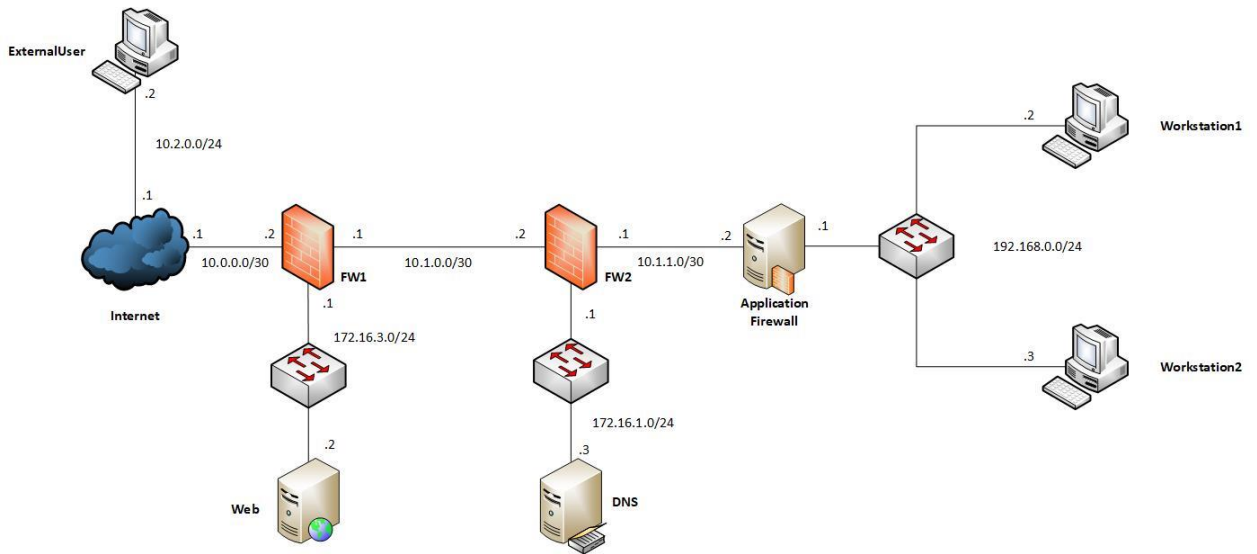 ExternalUser
.2
10.2.0.0/24
.1
.1
10.0.0.0/30
.2
Internet
FW1
.1
10.1.0.0/30
.2
FW2
.1
10.1.1.0/30
.2
Application
Firewall
.1
.1
172.16.3.0/24
.2
Web
.1
172.16.1.0/24
.3
DNS
.2
Workstation1
192.168.0.0/24
.3
Workstation2